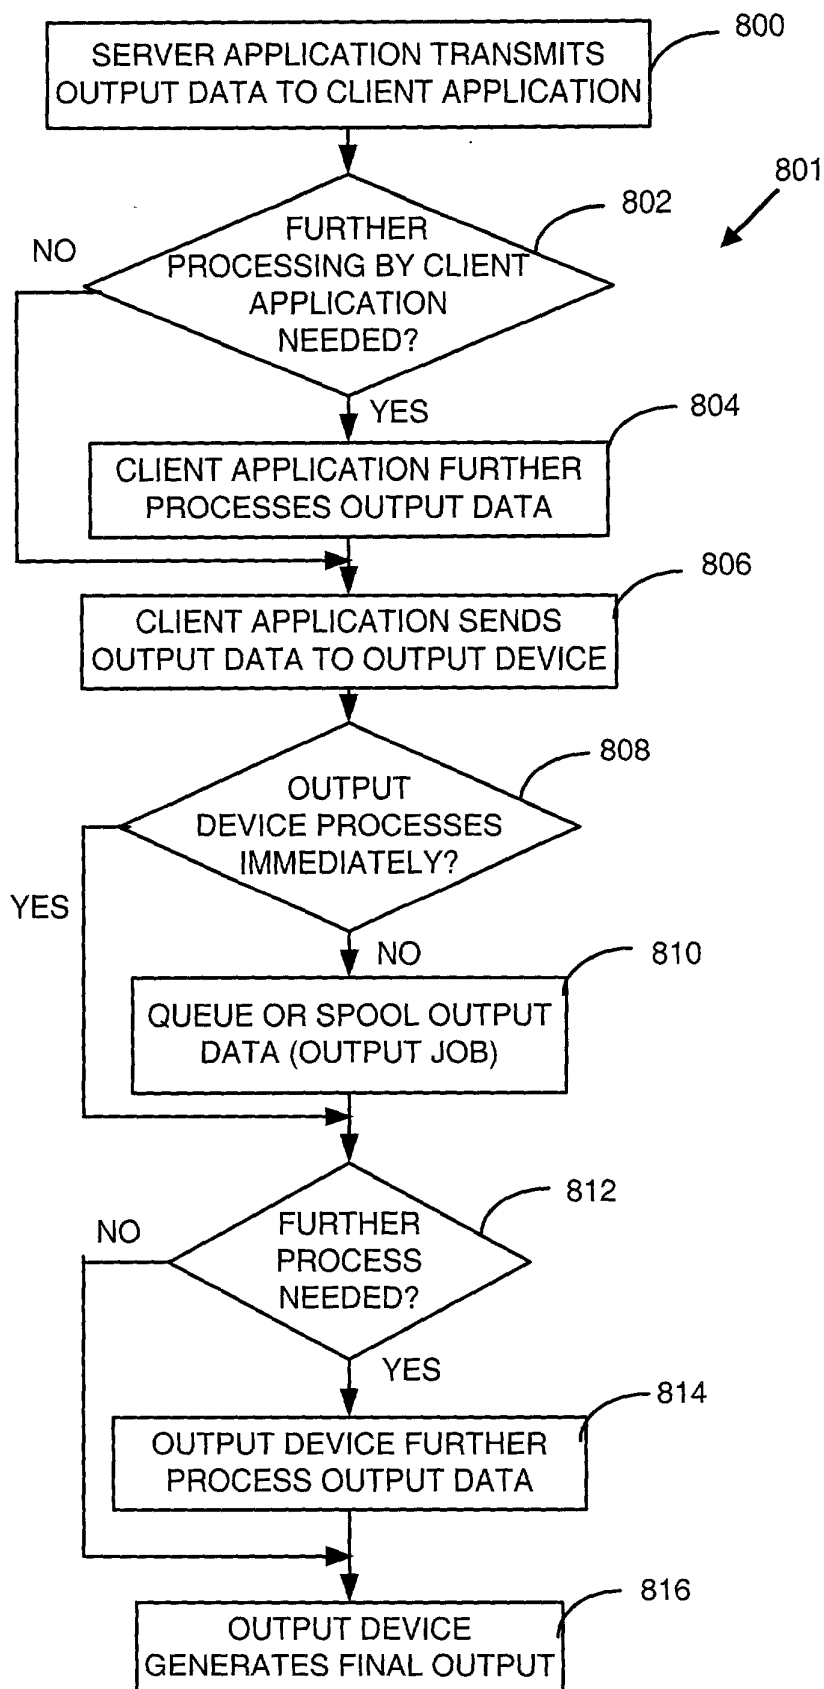 800
SERVER APPLICATION TRANSMITS
OUTPUT DATA TO CLIENT APPLICATION
801
802
NO
FURTHER
PROCESSING BY CLIENT
APPLICATION
NEEDED?
YES
804
CLIENT APPLICATION FURTHER
PROCESSES OUTPUT DATA
806
CLIENT APPLICATION SENDS
OUTPUT DATA TO OUTPUT DEVICE
808
OUTPUT
DEVICE PROCESSES
IMMEDIATELY?
YES
NO
810
QUEUE OR SPOOL OUTPUT
DATA (OUTPUT JOB)
812
NO
FURTHER
PROCESS
NEEDED?
YES
814
OUTPUT DEVICE FURTHER
PROCESS OUTPUT DATA
816
OUTPUT DEVICE
GENERATES FINAL OUTPUT